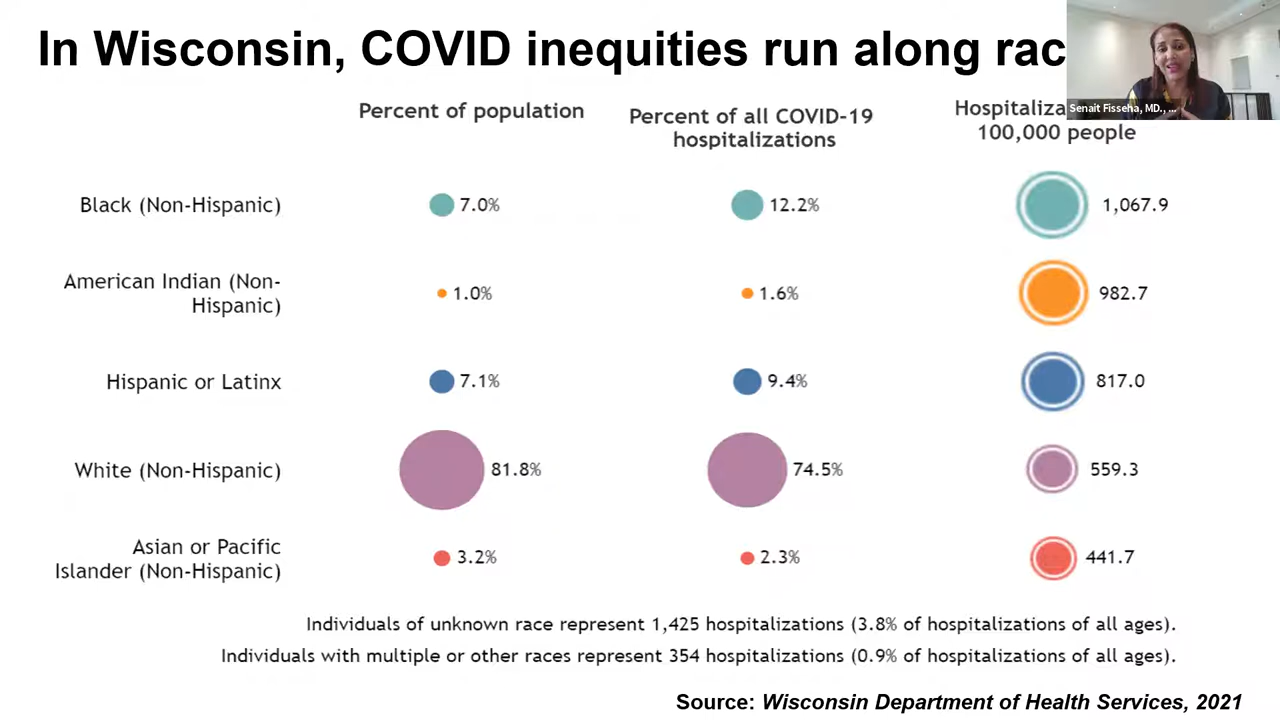 In Wisconsin, COVID inequities run along
Senait Fisseha, MD., ...
Percent of population
Percent of all COVID-19
hospitalizations
100,000 people
Black (Non-Hispanic)
7.0%
12.2%
1,067.9
American Indian (Non-
Hispanic)
1.0%
1.6%
982.7
Hispanic or Latinx
7.1%
9.4%
817.0
White (Non-Hispanic)
81.8%
74.5%
559.3
Asian or Pacific
Islander (Non-Hispanic)
3.2%
2.3%
441.7
Individuals of unknown race represent 1,425 hospitalizations (3.8% of hospitalizations of all ages).
Individuals with multiple or other races represent 354 hospitalizations (0.9% of hospitalizations of all ages).
Source: Wisconsin Department of Health Services, 2021